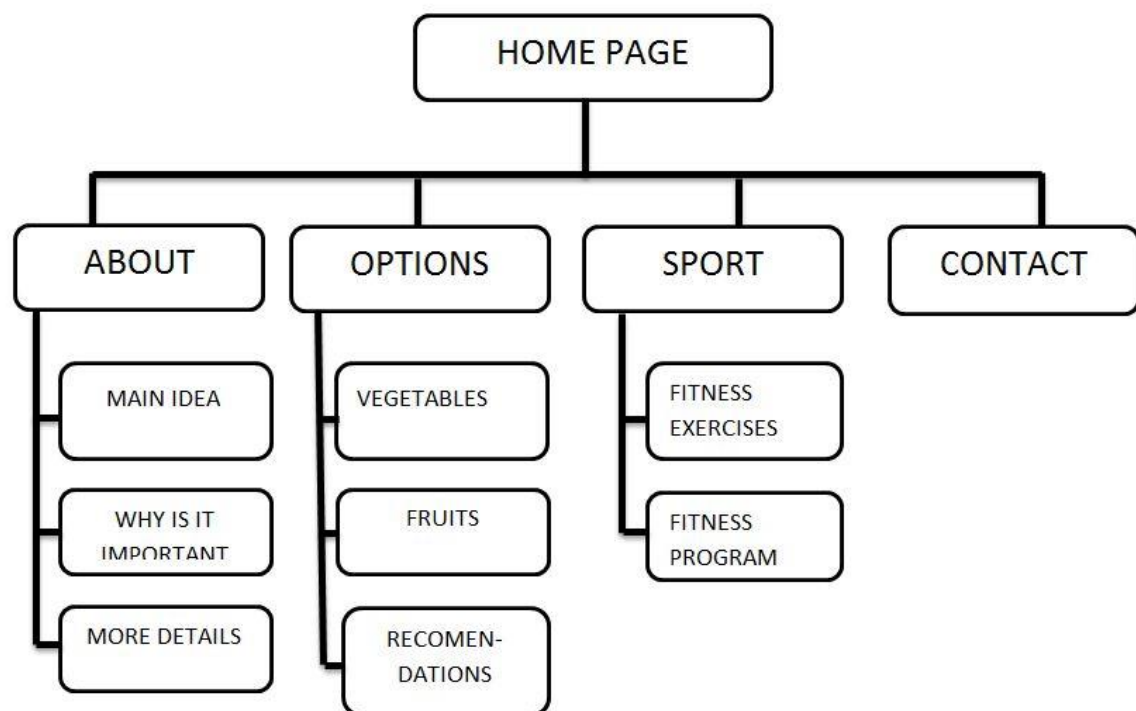 HOME PAGE
ABOUT
OPTIONS
SPORT
CONTACT
MAIN IDEA
WHY IS IT
IMPORTANT
MORE DETAILS
VEGETABLES
FRUITS
RECOMEN-
DATIONS
FITNESS
EXERCISES
FITNESS
PROGRAM